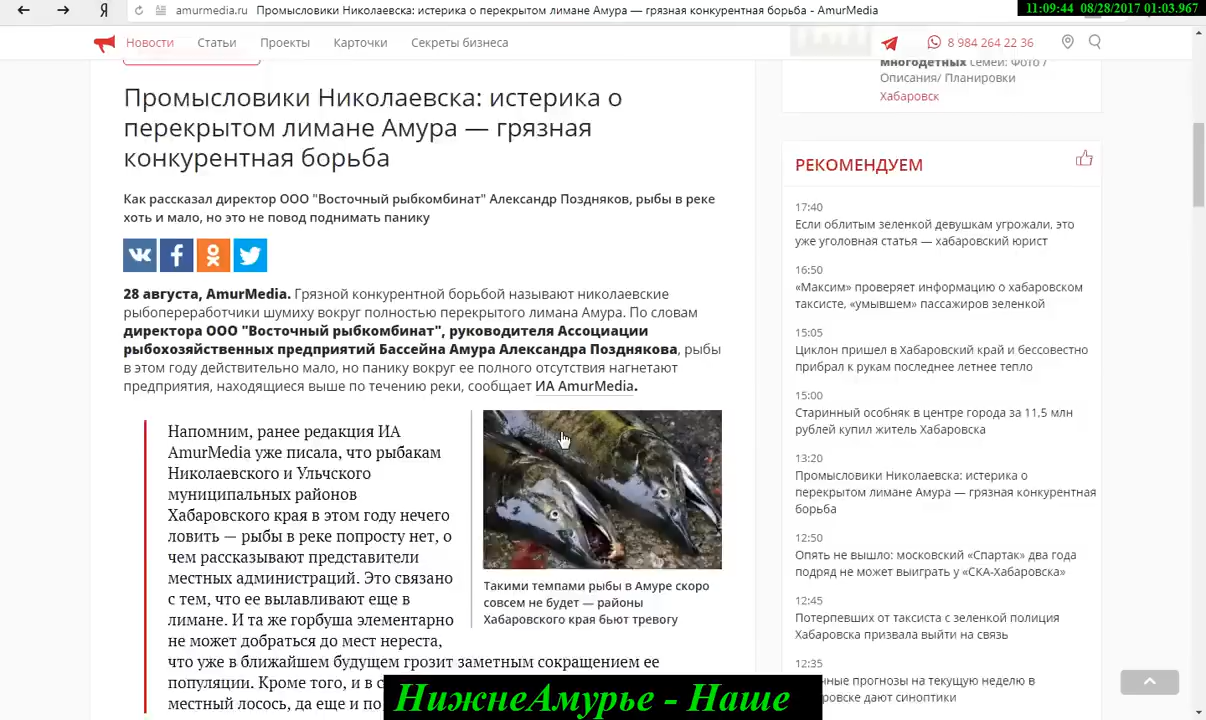 amurmedia.ru Промысловики Николаевска: истерика о перекрытом лимане Амура — грязная конкурентная борьба - AmurMedia
11:09:44 08/28/2017 01:03.967
Новости Статьи Проекты Карточки Секреты бизнеса
8 984 264 22 36
Промысловики Николаевска: истерика о
перекрытом лимане Амура — грязная
конкурентная борьба
Как рассказал директор ООО "Восточный рыбкомбинат" Александр Поздняков, рыбы в реке
хоть и мало, но это не повод поднимать панику
28 августа, AmurMedia. Грязной конкурентной борьбой называют николаевские
рыбопереработчики шумиху вокруг полностью перекрытого лимана Амура. По словам
директора ООО "Восточный рыбкомбинат", руководителя Ассоциации
рыбохозяйственных предприятий Бассейна Амура Александра Позднякова, рыбы
в этом году действительно мало, но панику вокруг ее полного отсутствия нагнетают
предприятия, находящиеся выше по течению реки, сообщает ИА AmurMedia.
Напомним, ранее редакция ИА
AmurMedia уже писала, что рыбакам
Николаевского и Ульчского
муниципальных районов
Хабаровского края в этом году нечего
ловить — рыбы в реке попросту нет, о
чем рассказывают представители
местных администраций. Это связано
с тем, что ее вылавливают еще в
лимане. И та же горбуша элементарно
не может добраться до мест нереста,
что уже в ближайшем будущем грозит заметным сокращением ее
популяции. Кроме того, и в
местный лосось, да еще и
Такими темпами рыбы в Амуре скоро
совсем не будет — районы
Хабаровского края бьют тревогу
многодетных семей: Фото /
Описания/ Планировки
Хабаровск
РЕКОМЕНДУЕМ
17:40
Если облитым зеленкой девушкам угрожали, это
уже уголовная статья — хабаровский юрист
16:50
«Максим» проверяет информацию о хабаровском
таксисте, «умывшем» пассажиров зеленкой
15:05
Циклон пришел в Хабаровский край и бессовестно
прибрал к рукам последнее летнее тепло
15:00
Старинный особняк в центре города за 11,5 млн
рублей купил житель Хабаровска
13:20
Промысловики Николаевска: истерика о
перекрытом лимане Амура — грязная конкурентная
борьба
12:50
Опять не вышло: московский «Спартак» два года
подряд не может выиграть у «СКА-Хабаровска»
12:45
Потерпевших от таксиста с зеленкой полиция
Хабаровска призвала выйти на связь
12:35
прогнозы на текущую неделю в
дают синоптики
НижнеАмурье - Наше